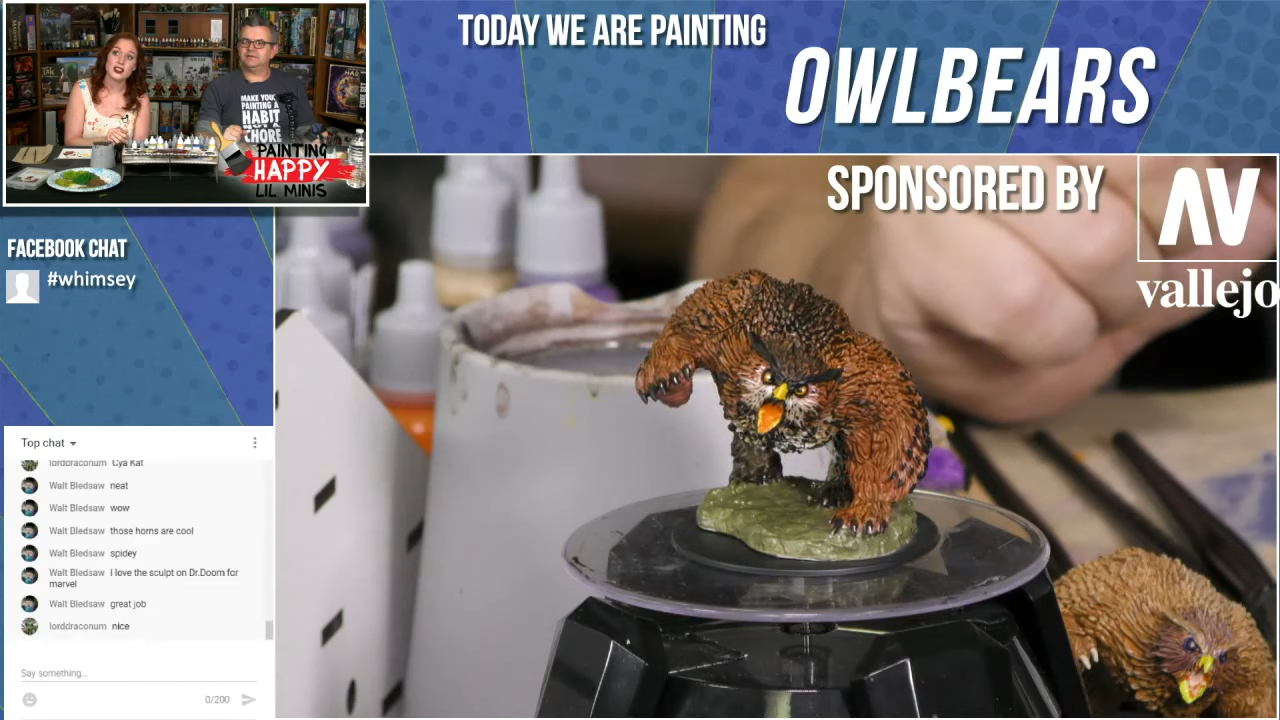 TODAY WE ARE PAINTING
OWLBEARS
SPONSORED BY
AV
vallejo
MAKE YOUR
PAINTING A
HABIT
NOT A
CHORE
PAINTING
HAPPY
LIL MINIS
FACEBOOK CHAT
#whimsey
Top chat
lorddraconum Cya Kat
Walt Bledsaw neat
Walt Bledsaw wow
Walt Bledsaw those horns are cool
Walt Bledsaw spidey
Walt Bledsaw I love the sculpt on Dr.Doom for
marvel
Walt Bledsaw great job
lorddraconum nice
Say something...
0/200